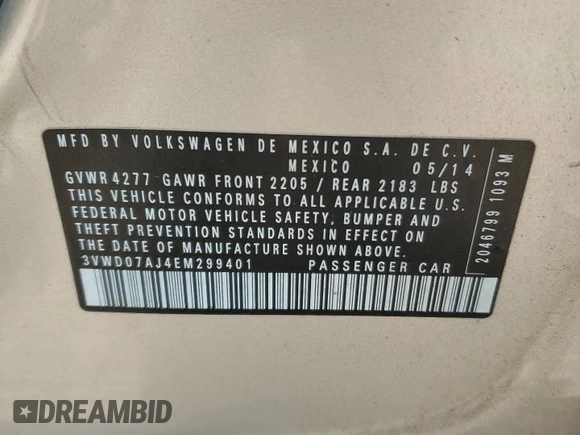 MFD BY VOLKSWAGEN DE MEXICO S.A. DE C.V.
MEXICO 05/14
GVWR 4277 GAWR FRONT 2205 / REAR 2183 LBS
THIS VEHICLE CONFORMS TO ALL APPLICABLE U.S.
FEDERAL MOTOR VEHICLE SAFETY, BUMPER AND
THEFT PREVENTION STANDARDS IN EFFECT ON
THE DATE OF MANUFACTURE SHOWN ABOVE.
3VWD07AJ4EM299401 PASSENGER CAR
2046799 1093 M
DREAMBID